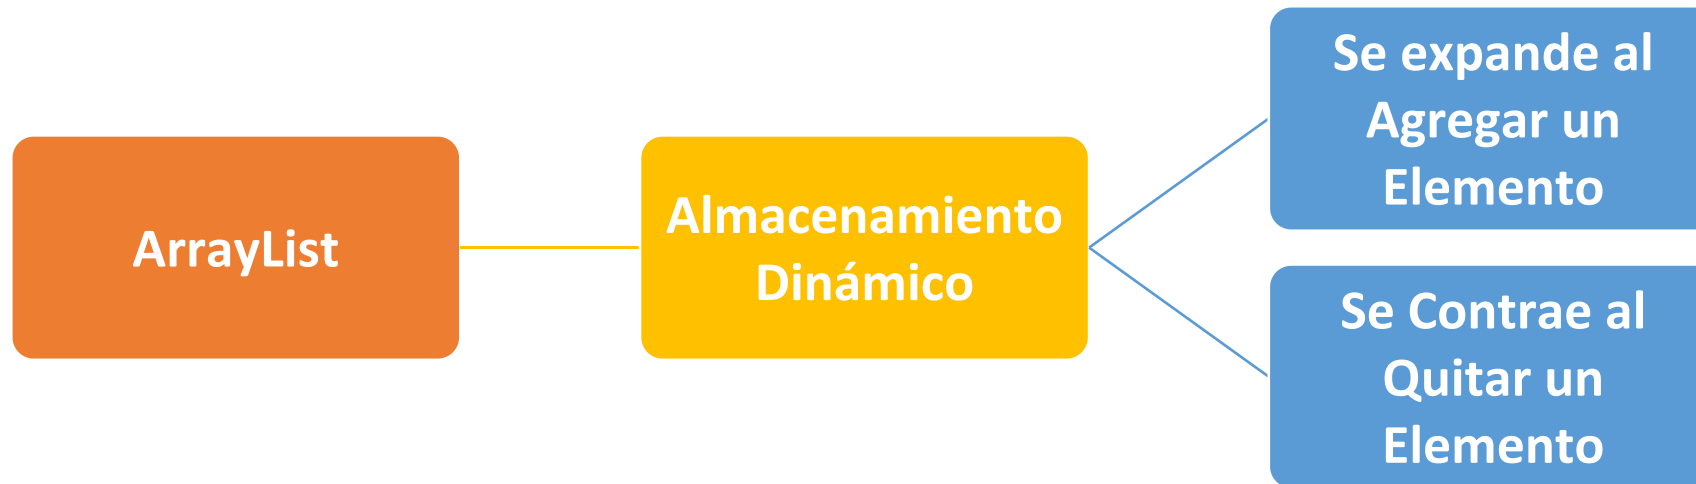 ArrayList
Almacenamiento
Dinámico
Se expande al
Agregar un
Elemento
Se Contrae al
Quitar un
Elemento